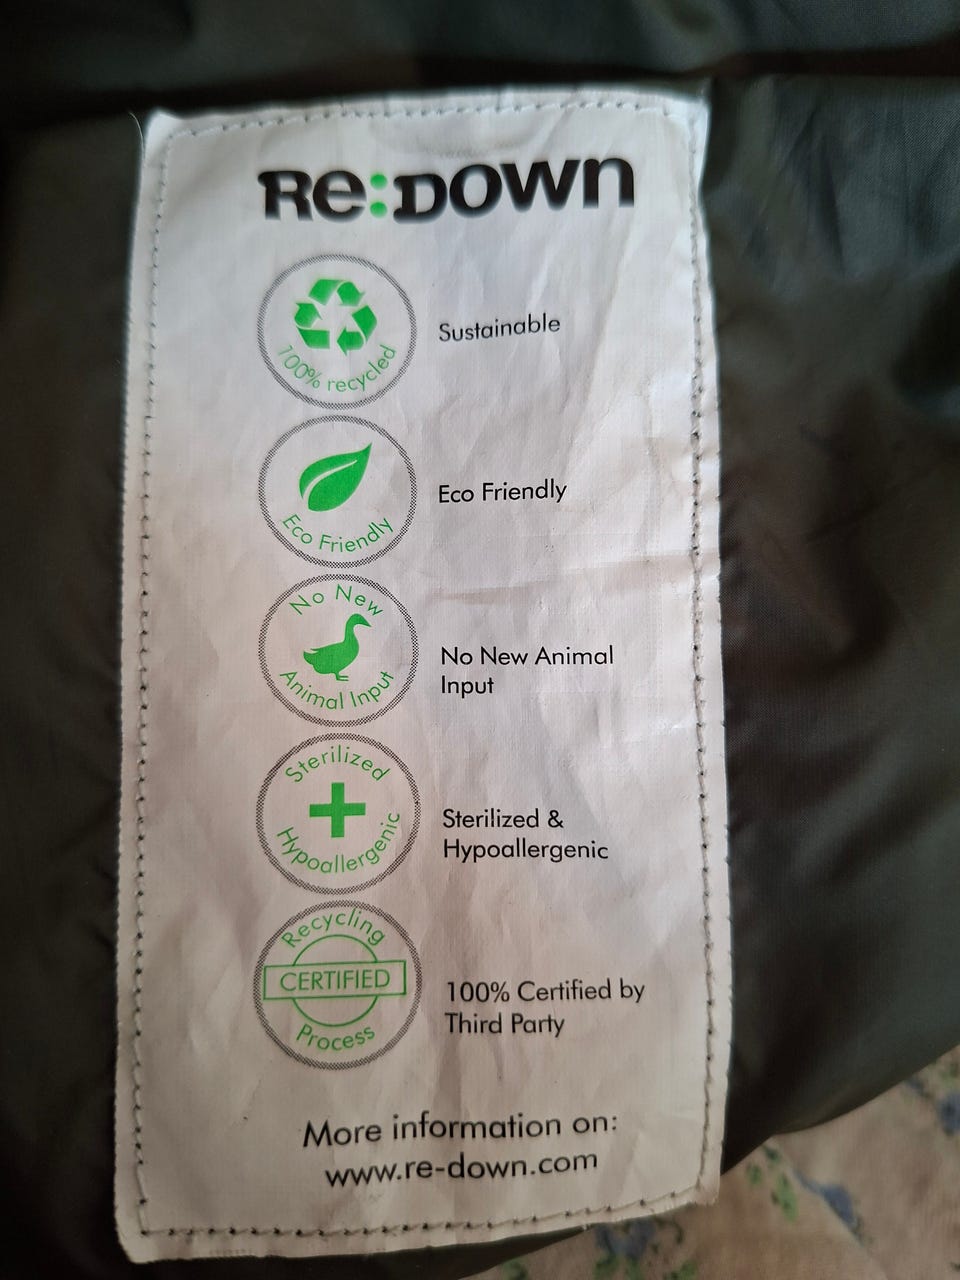 Re:DOWN
100% recycled
Sustainable
Eco Friendly
Eco Friendly
No New
Animal Input
No New Animal
Input
Sterilized
Hypoallergenic
Sterilized &
Hypoallergenic
Recycling
CERTIFIED
Process
100% Certified by
Third Party
More information on:
www.re-down.com